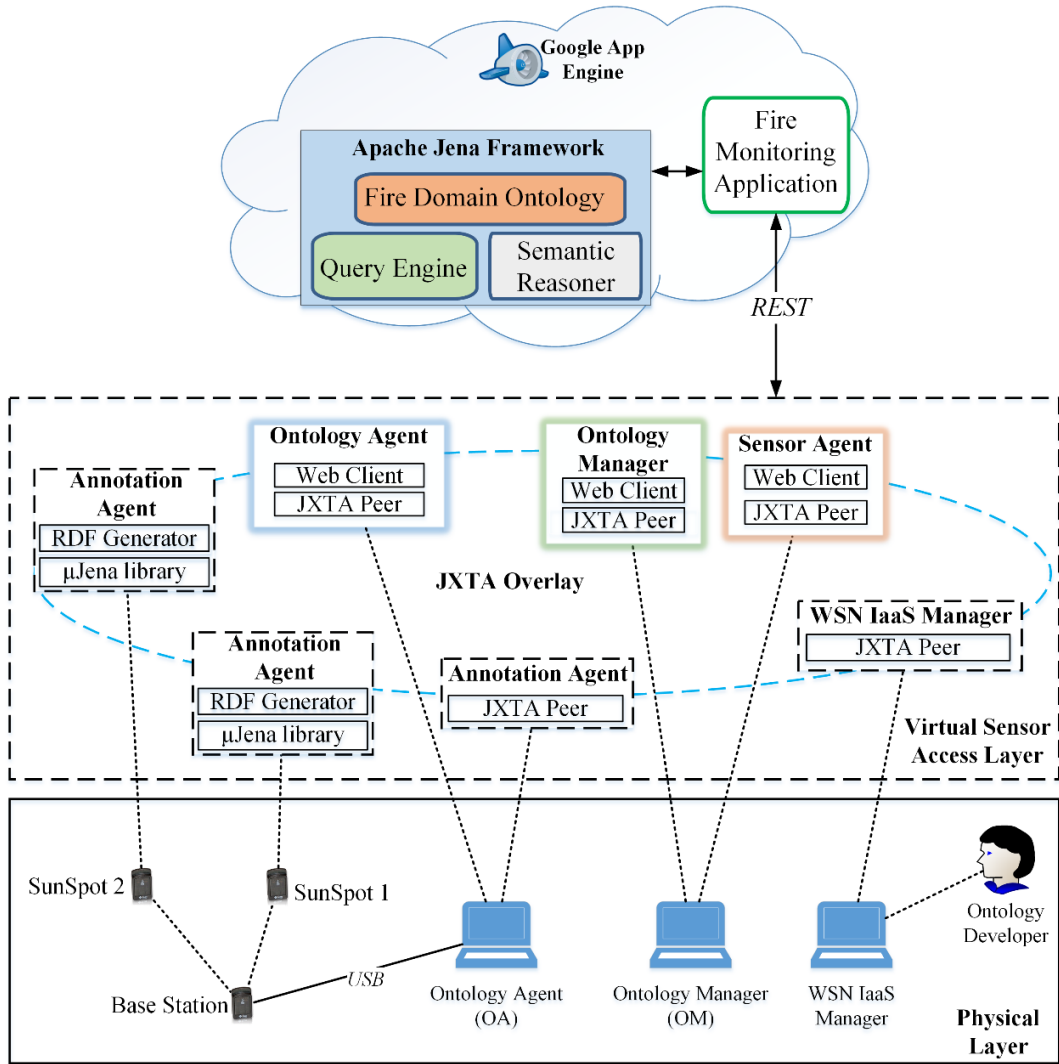 Google App
Engine
Fire
Monitoring
Application
Apache Jena Framework
Fire Domain Ontology
Query Engine
Semantic
Reasoner
REST
Ontology Agent
Web Client
JXTA Peer
Ontology
Manager
Web Client
JXTA Peer
Sensor Agent
Web Client
JXTA Peer
Annotation
Agent
RDF Generator
µJena library
JXTA Overlay
WSN IaaS Manager
JXTA Peer
Annotation
Agent
RDF Generator
µJena library
Annotation Agent
JXTA Peer
Virtual Sensor
Access Layer
SunSpot 2
SunSpot 1
Ontology
Developer
USB
Base Station
Ontology Agent
(OA)
Ontology Manager
(OM)
WSN IaaS
Manager
Physical
Layer